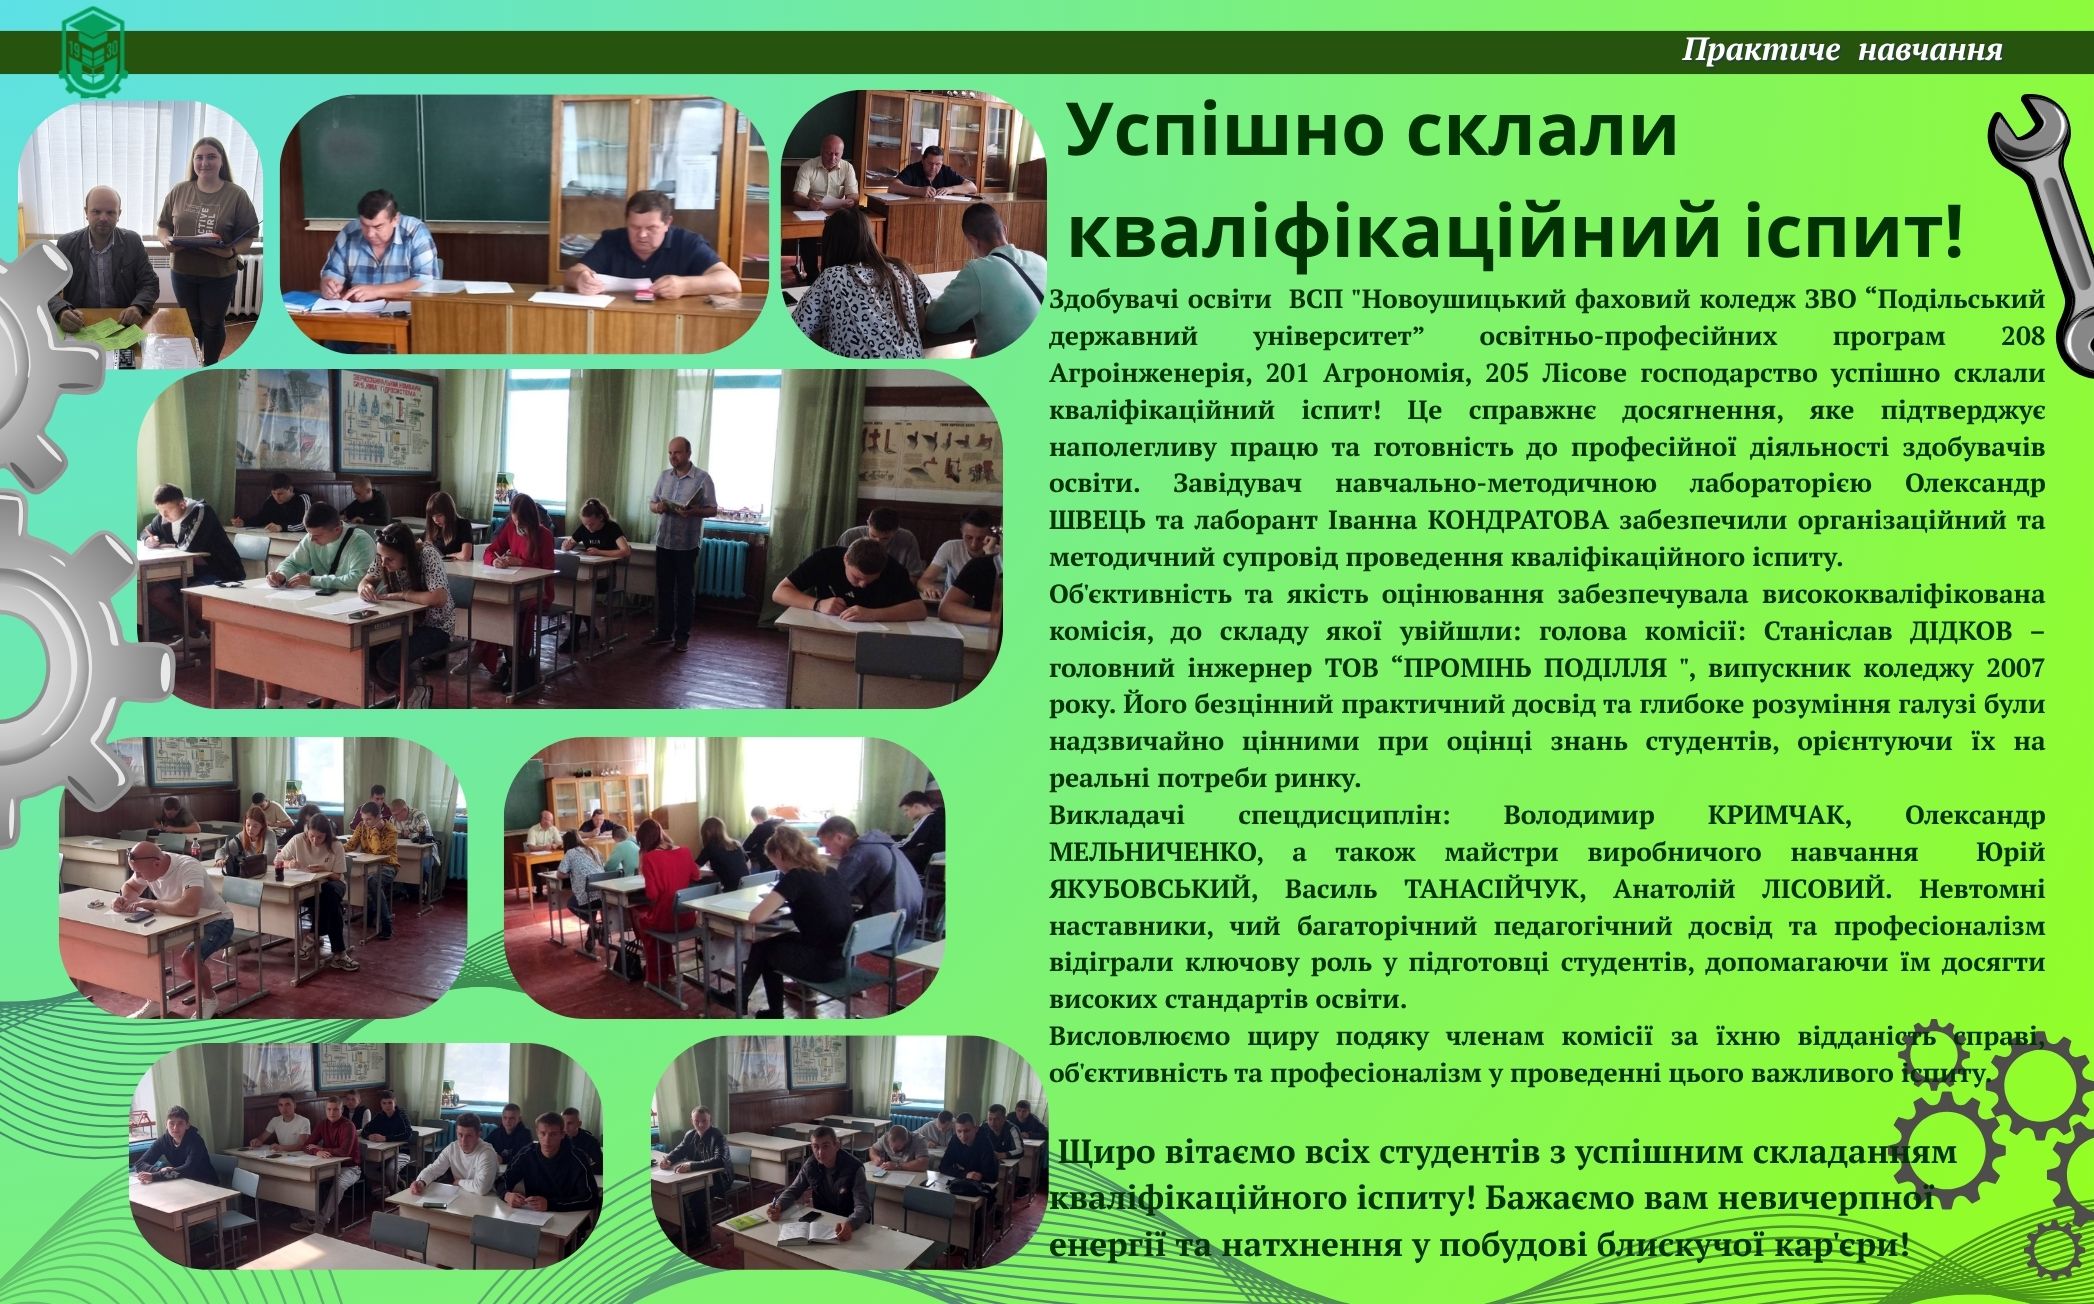 19 30
Практиче навчання
Успішно склали
кваліфікаційний іспит!
Здобувачі освіти ВСП "Новоушицький фаховий коледж ЗВО “Подільський
державний університет” освітньо-професійних програм 208
Агроінженерія, 201 Агрономія, 205 Лісове господарство успішно склали
кваліфікаційний іспит! Це справжнє досягнення, яке підтверджує
наполегливу працю та готовність до професійної діяльності здобувачів
освіти. Завідувач навчально-методичною лабораторією Олександр
ШВЕЦЬ та лаборант Іванна КОНДРАТОВА забезпечили організаційний та
методичний супровід проведення кваліфікаційного іспиту.
Об'єктивність та якість оцінювання забезпечувала висококваліфікована
комісія, до складу якої увійшли: голова комісії: Станіслав ДІДКОВ –
головний інжернер ТОВ “ПРОМІНЬ ПОДІЛЛЯ ", випускник коледжу 2007
року. Його безцінний практичний досвід та глибоке розуміння галузі були
надзвичайно цінними при оцінці знань студентів, орієнтуючи їх на
реальні потреби ринку.
Викладачі спецдисциплін: Володимир КРИМЧАК, Олександр
МЕЛЬНИЧЕНКО, а також майстри виробничого навчання Юрій
ЯКУБОВСЬКИЙ, Василь ТАНАСІЙЧУК, Анатолій ЛІСОВИЙ. Невтомні
наставники, чий багаторічний педагогічний досвід та професіоналізм
відіграли ключову роль у підготовці студентів, допомагаючи їм досягти
високих стандартів освіти.
Висловлюємо щиру подяку членам комісії за їхню відданість справі,
об'єктивність та професіоналізм у проведенні цього важливого іспиту.
Щиро вітаємо всіх студентів з успішним складанням
кваліфікаційного іспиту! Бажаємо вам невичерпної
енергії та натхнення у побудові блискучої кар'єри!